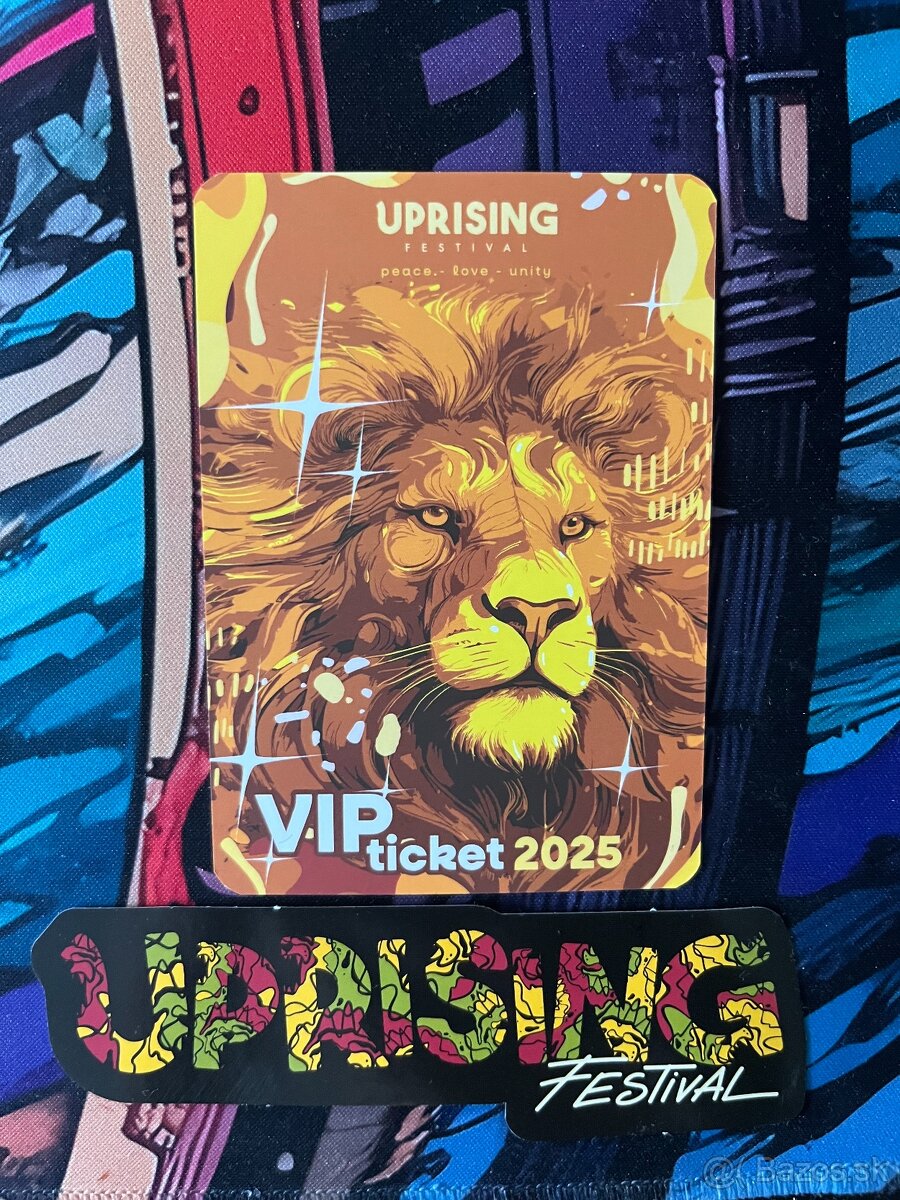 UPRISING
FESTIVAL
peace.- love - unity
VIP
ticket 2025
UPRISING
FESTIVAL
Bazos.sk